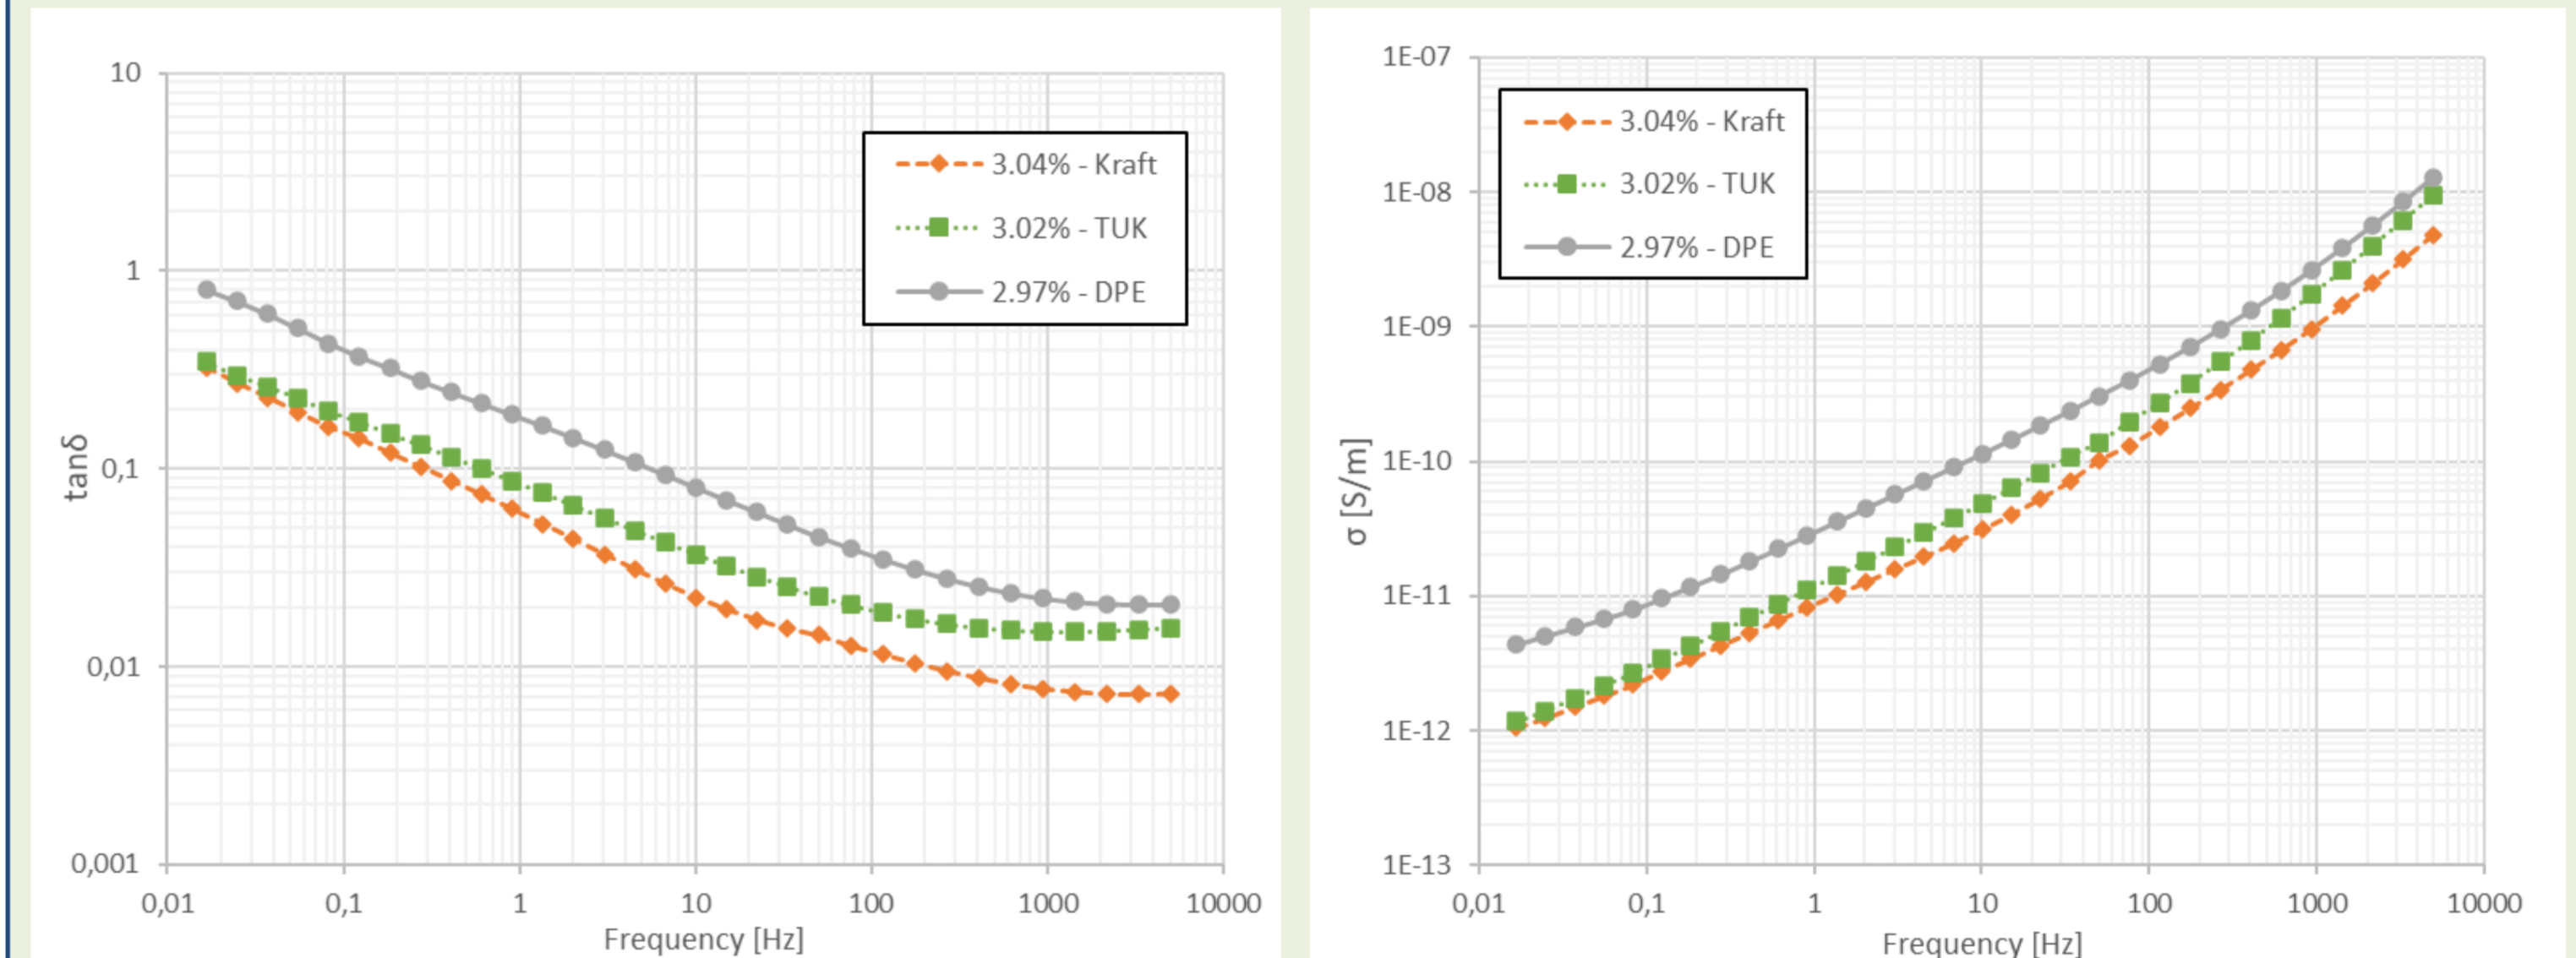 10
1
0,1
0,01
0,001
tanδ
3.04% - Kraft
3.02% - TUK
2.97% - DPE
0,01 0,1 1 10 100 1000 10000
Frequency [Hz]
1E-07
1E-08
1E-09
1E-10
1E-11
1E-12
1E-13
σ [S/m]
3.04% - Kraft
3.02% - TUK
2.97% - DPE
0,01 0,1 1 10 100 1000 10000
Frequency [Hz]